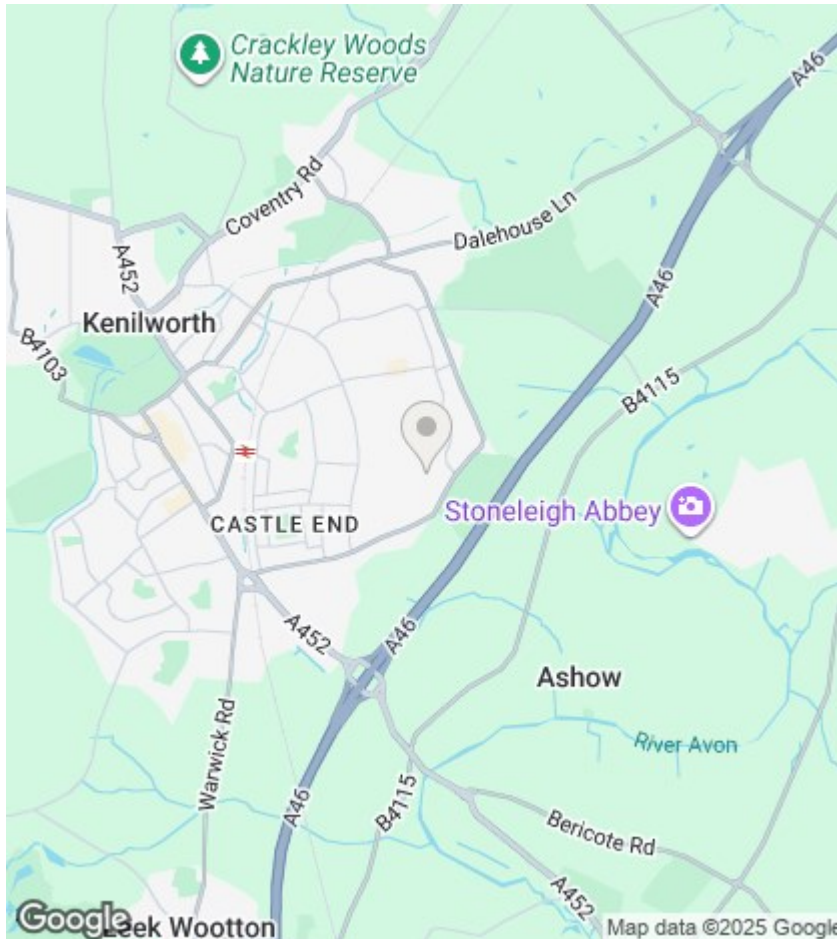 Crackley Woods
Nature Reserve
A46
Coventry Rd
Dalehouse Ln
A452
A46
Kenilworth
B4103
B4115
Stoneleigh Abbey
CASTLE END
A452
A46
Ashow
Warwick Rd
River Avon
A46
B4115
Bericote Rd
A452
Google
Leek Wootton
Map data ©2025 Google